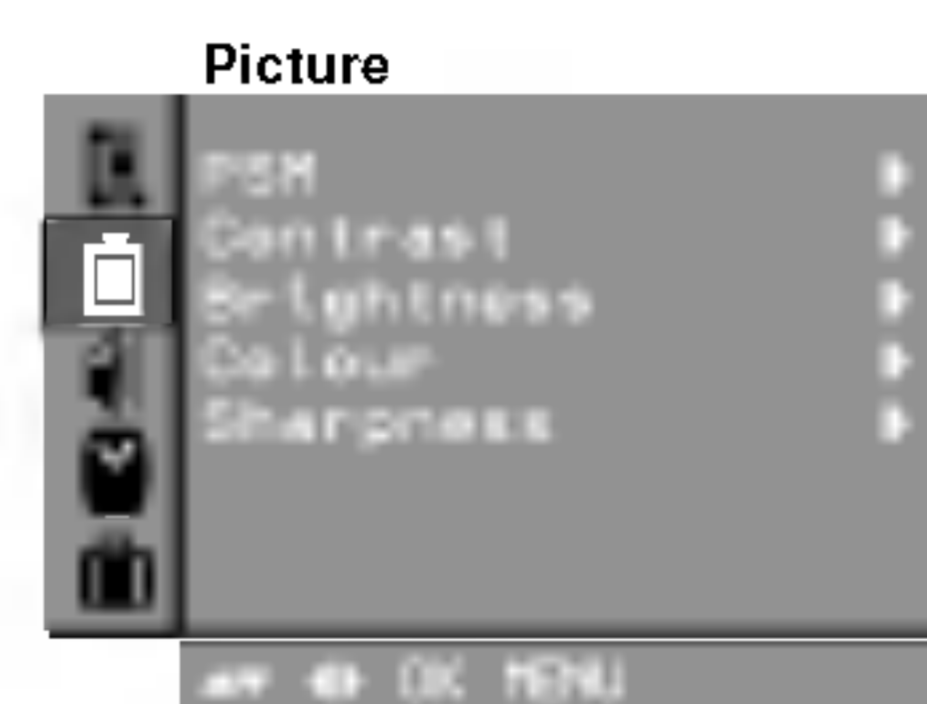 Picture
PSM
Contrast
Brightness
Colour
Sharpness
OK MENU